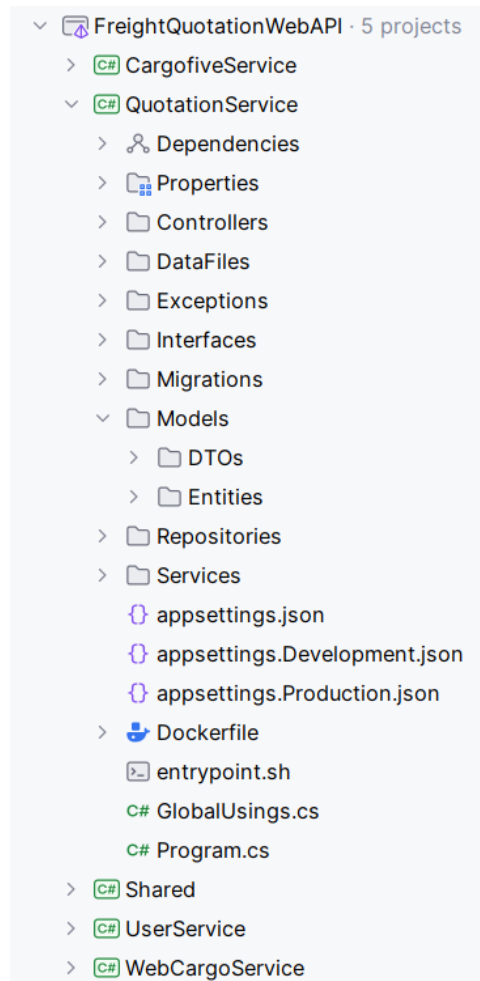 FreightQuotationWebAPI · 5 projects
C# CargofiveService
C# QuotationService
Dependencies
Properties
Controllers
DataFiles
Exceptions
Interfaces
Migrations
Models
DTOs
Entities
Repositories
Services
{} appsettings.json
{} appsettings.Development.json
{} appsettings.Production.json
Dockerfile
entrypoint.sh
C# GlobalUsings.cs
C# Program.cs
C# Shared
C# UserService
C# WebCargoService